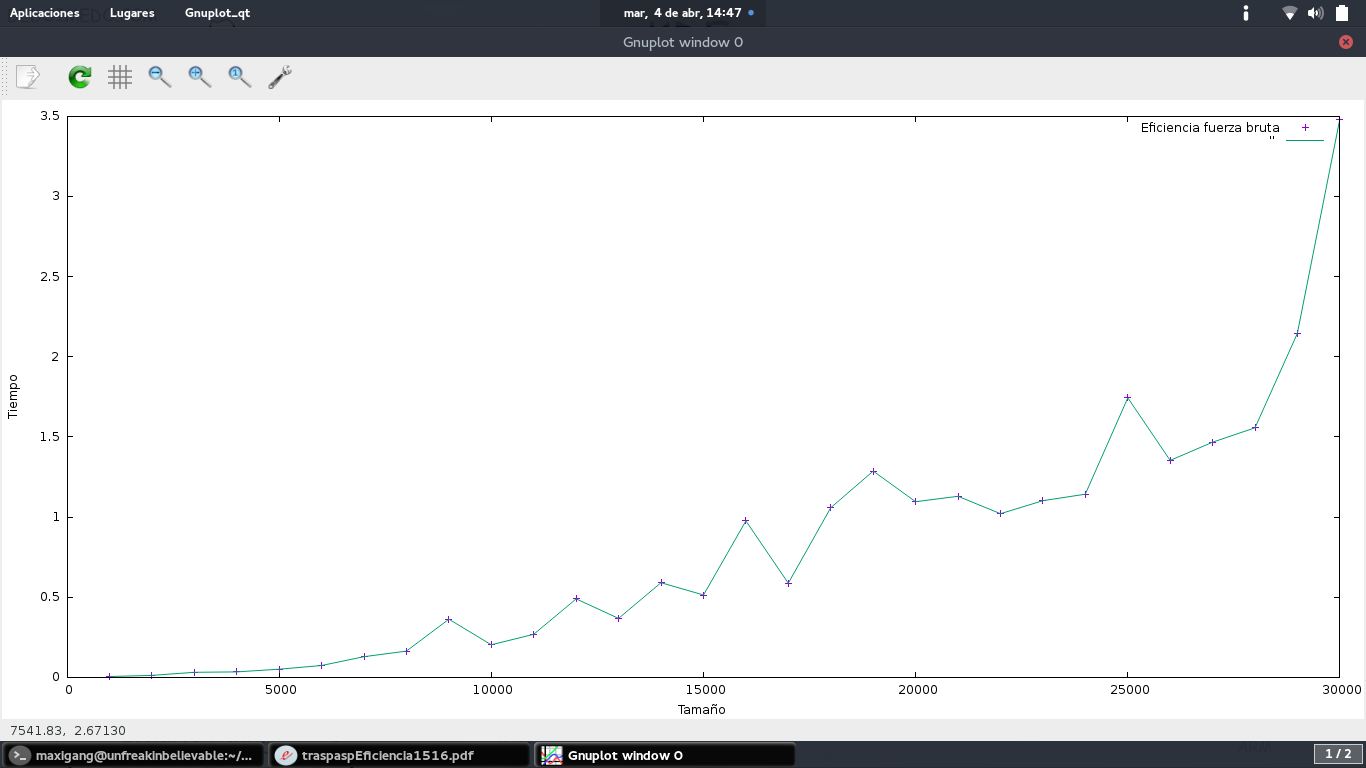 Aplicaciones Lugares Gnuplot_qt mar, 4 de abr, 14:47
Gnuplot window 0
3.5
3
2.5
2
1.5
1
0.5
0
Tiempo
Eficiencia fuerza bruta
"
0 5000 10000 15000 20000 25000 30000
Tamaño
7541.83, 2.67130
maxigang@unfreakinbelievable:~/... traspaspEficiencia1516.pdf Gnuplot window 0 1 / 2